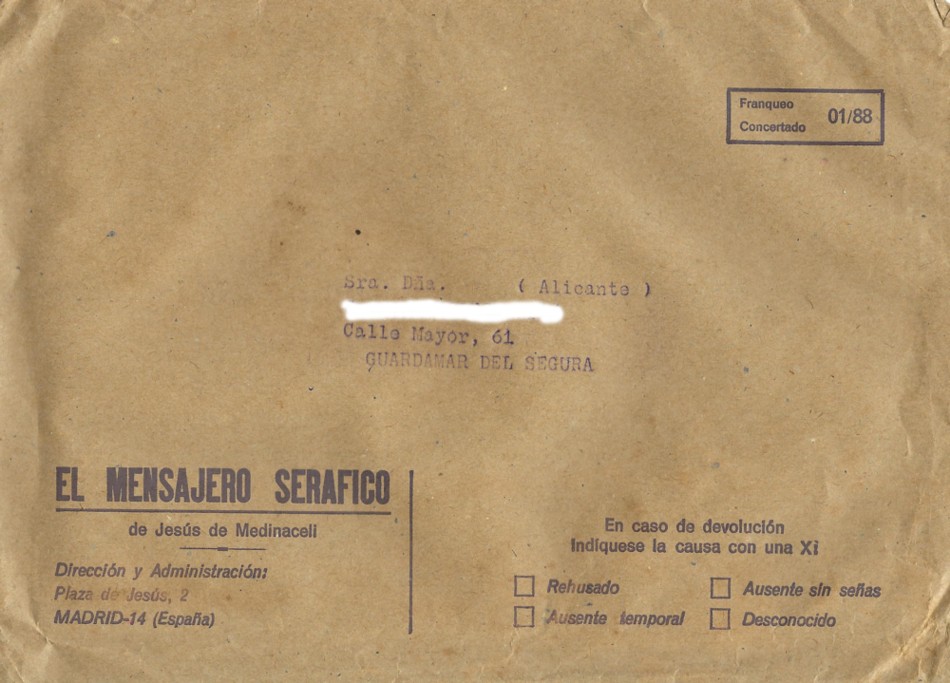 Franqueo
Concertado 01/88
Sra. Dña. ( Alicante )
Calle Mayor, 61
GUARDAMAR DEL SEGURA
EL MENSAJERO SERAFICO
de Jesús de Medinaceli
Dirección y Administración:
Plaza de Jesús, 2
MADRID-14 (España)
En caso de devolución
Indíquese la causa con una Xi
Rehusado
Ausente sin señas
Ausente temporal
Desconocido